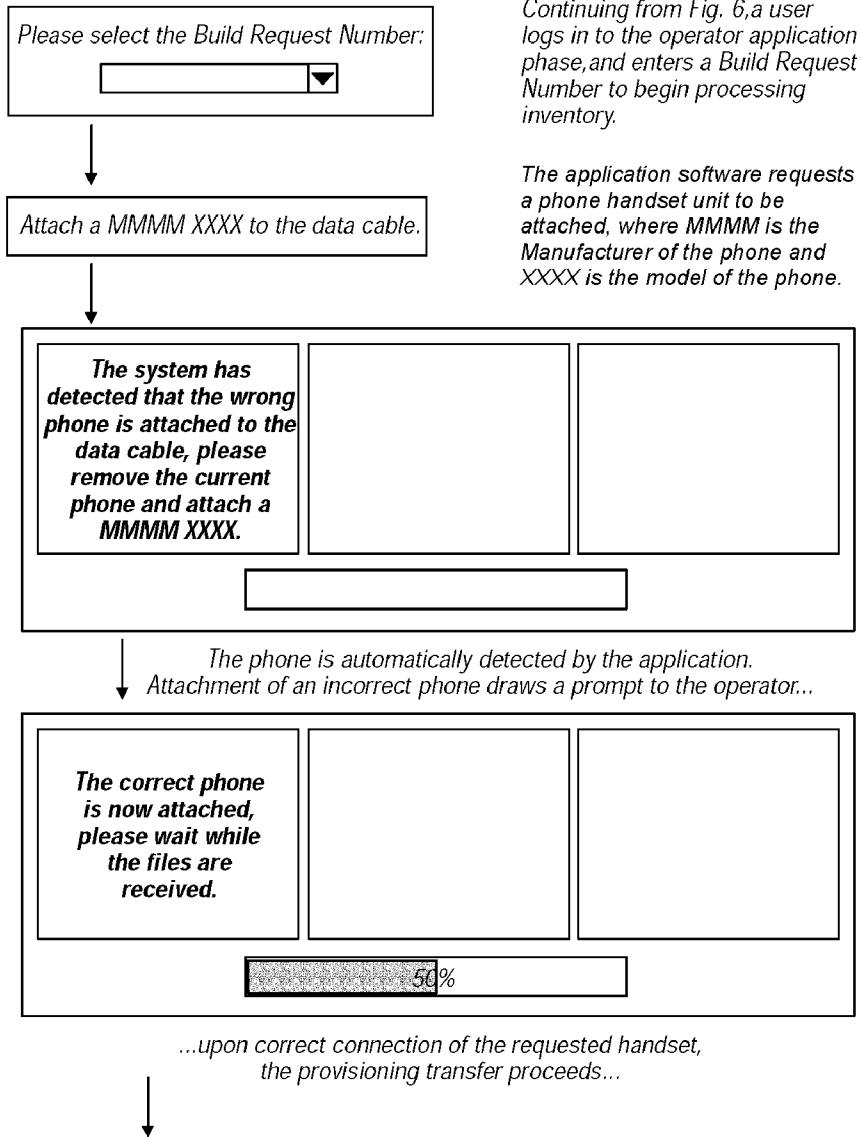 Please select the Build Request Number:
Continuing from Fig. 6,a user
logs in to the operator application
phase,and enters a Build Request
Number to begin processing
inventory.
Attach a MMMM XXXX to the data cable.
The application software requests
a phone handset unit to be
attached, where MMMM is the
Manufacturer of the phone and
XXXX is the model of the phone.
The system has
detected that the wrong
phone is attached to the
data cable, please
remove the current
phone and attach a
MMMM XXXX.
The phone is automatically detected by the application.
Attachment of an incorrect phone draws a prompt to the operator...
The correct phone
is now attached,
please wait while
the files are
received.
50%
...upon correct connection of the requested handset,
the provisioning transfer proceeds...